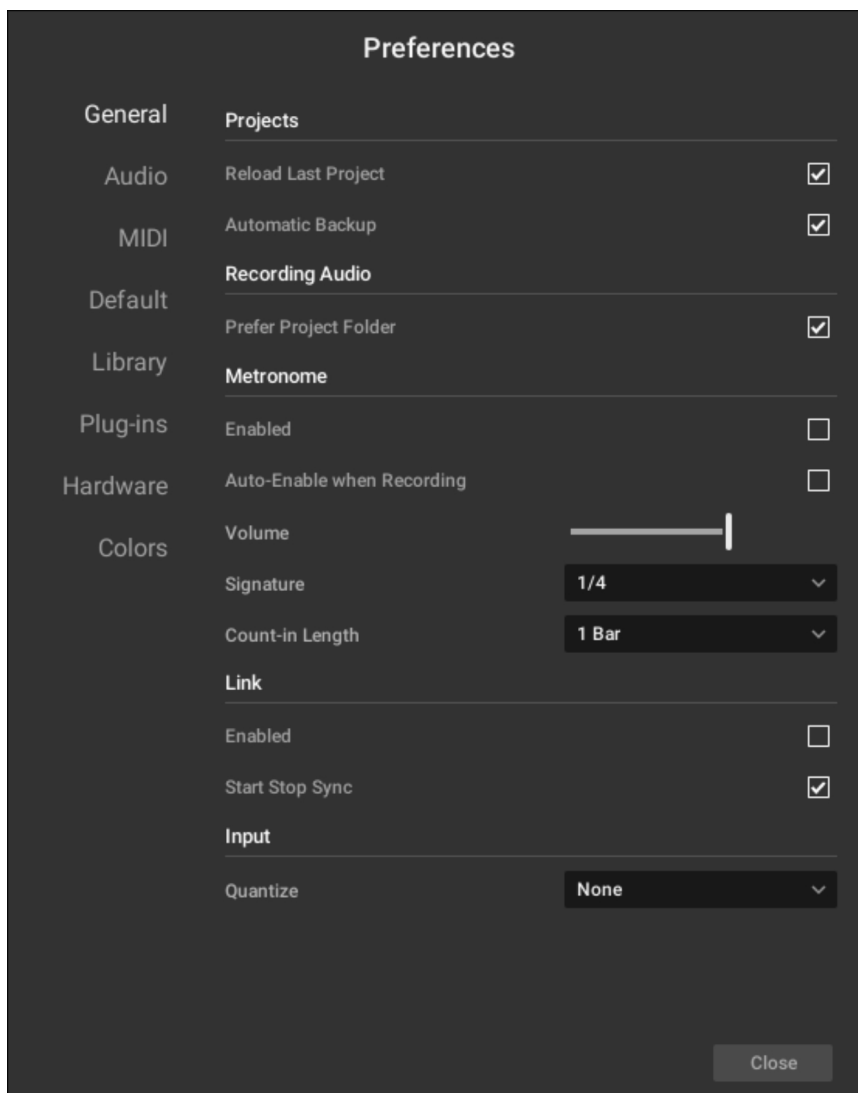 Preferences
General
Audio
MIDI
Default
Library
Plug-ins
Hardware
Colors
Projects
Reload Last Project
Automatic Backup
Recording Audio
Prefer Project Folder
Metronome
Enabled
Auto-Enable when Recording
Volume
Signature 1/4
Count-in Length 1 Bar
Link
Enabled
Start Stop Sync
Input
Quantize None
Close